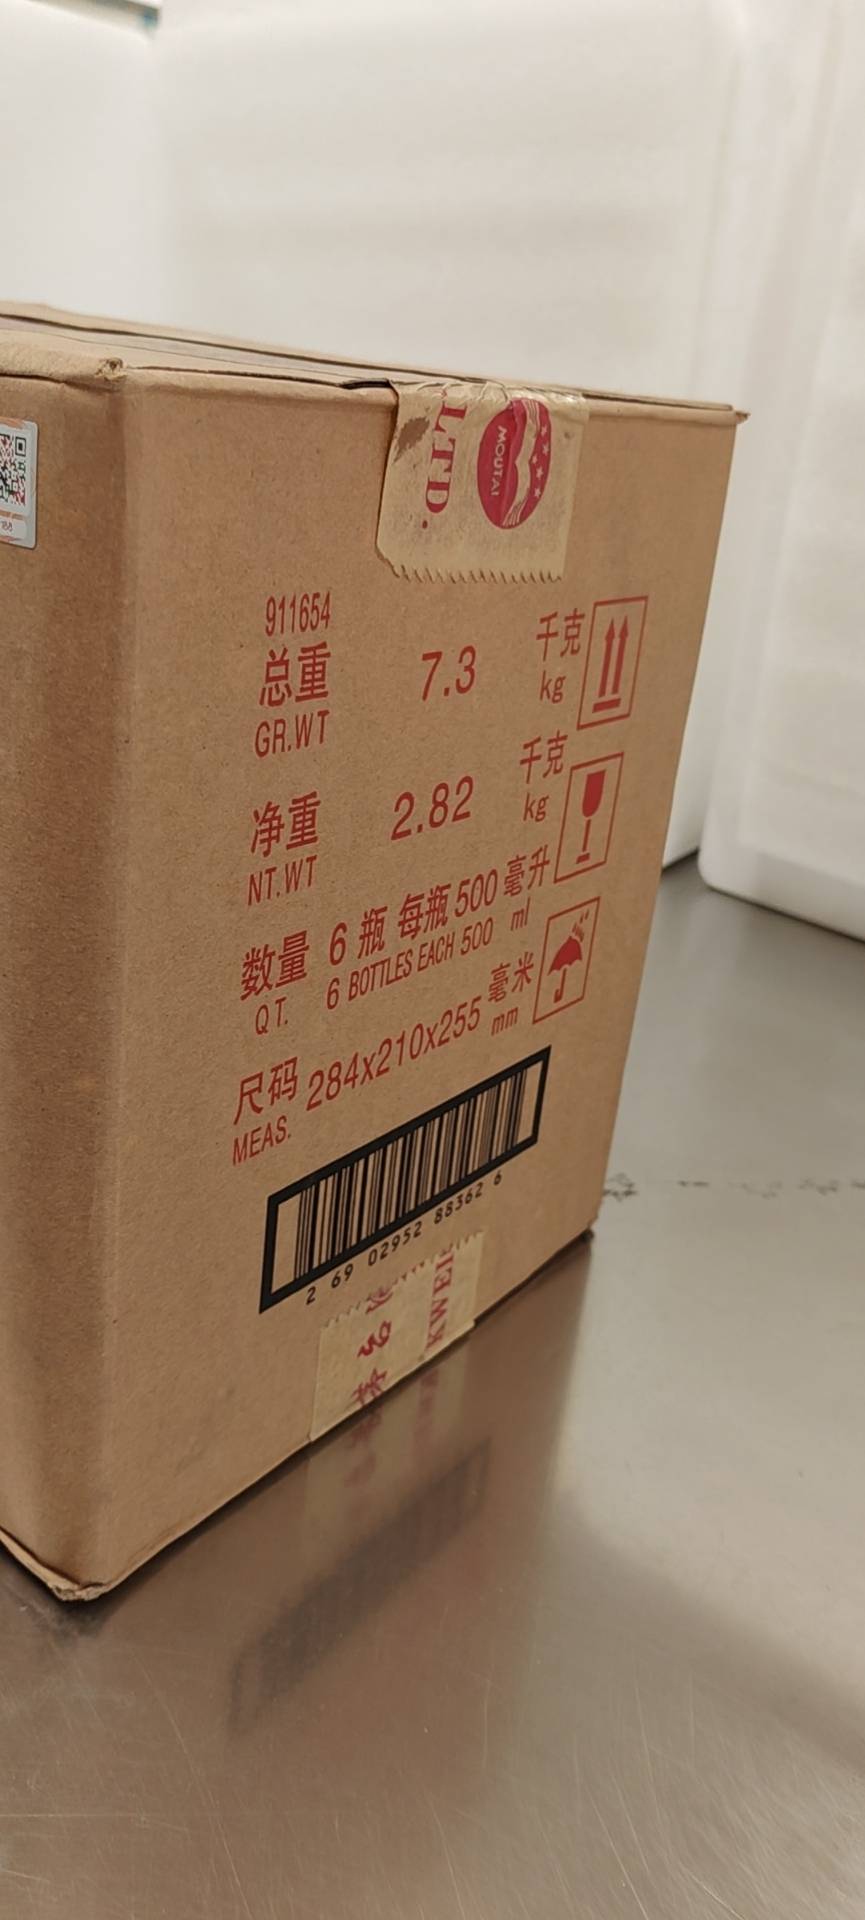 LTD.
MOUTAI
188
911654
总重 7.3 千克
GR.WT kg
净重 2.82 千克
NT.WT kg
数量 6 瓶 每瓶 500 毫升
QT. 6 BOTTLES EACH 500 ml
尺码 284x210x255 毫米
MEAS. mm
2 69 02952 88362 6
KWEI